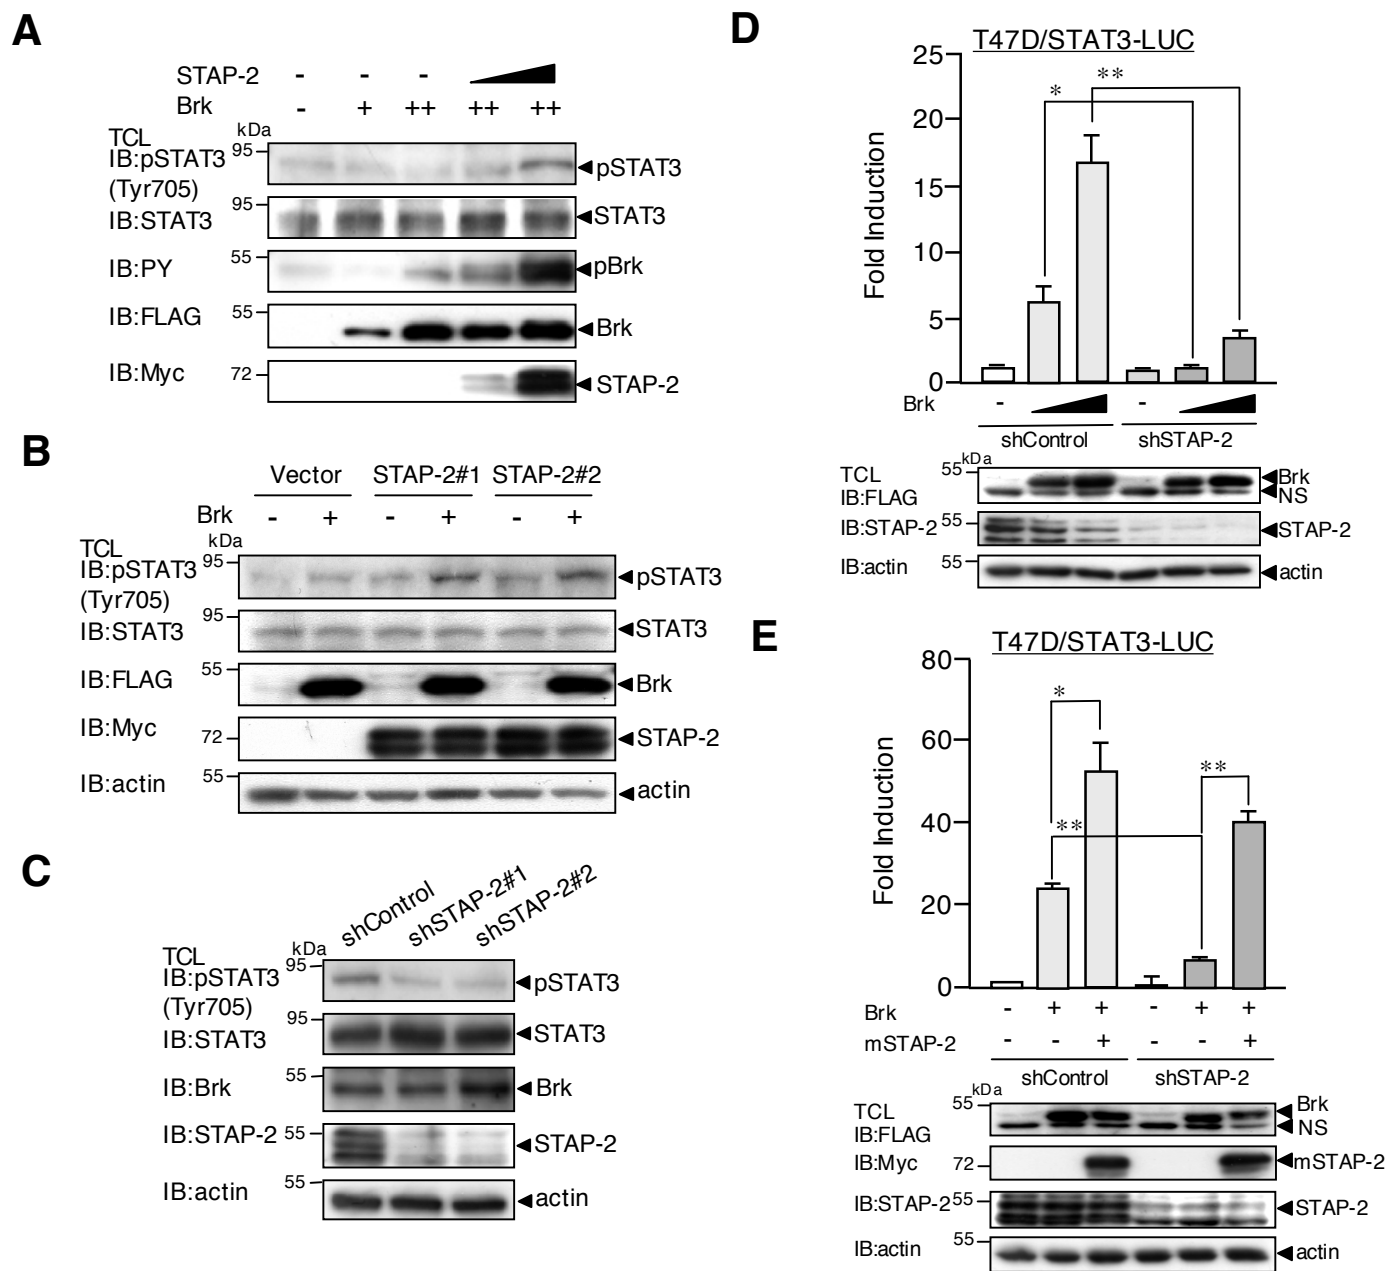 A
STAP-2 - - -
Brk - + ++ ++ ++
kDa
TCL
IB:pSTAT3
(Tyr705)
95
pSTAT3
IB:STAT3
95
STAT3
IB:PY
55
pBrk
IB:FLAG
55
Brk
IB:Myc
72
STAP-2
B
Vector STAP-2#1 STAP-2#2
Brk - + - + - +
kDa
TCL
IB:pSTAT3
(Tyr705)
95
pSTAT3
IB:STAT3
95
STAT3
IB:FLAG
55
Brk
IB:Myc
72
STAP-2
IB:actin
55
actin
C
shControl
shSTAP-2#1
shSTAP-2#2
kDa
TCL
IB:pSTAT3
(Tyr705)
95
pSTAT3
IB:STAT3
95
STAT3
IB:Brk
55
Brk
IB:STAP-2
55
STAP-2
IB:actin
55
actin
D
T47D/STAT3-LUC
Fold Induction
25
20
15
10
5
0
*
**
Brk - -
shControl shSTAP-2
kDa
TCL
IB:FLAG
55
Brk
NS
IB:STAP-2
55
STAP-2
IB:actin
55
actin
E
T47D/STAT3-LUC
Fold Induction
80
60
40
20
0
*
**
**
Brk - + + - + +
mSTAP-2 - - + - - +
shControl shSTAP-2
kDa
TCL
IB:FLAG
55
Brk
NS
IB:Myc
72
mSTAP-2
IB:STAP-2
55
STAP-2
IB:actin
55
actin